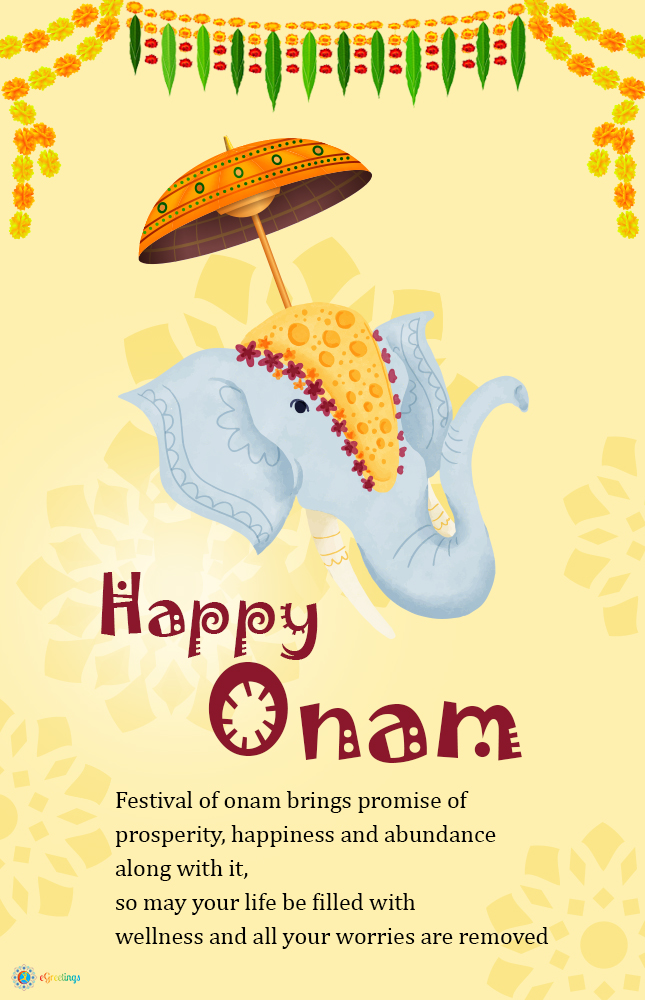 Happy
Onam
Festival of onam brings promise of
prosperity, happiness and abundance
along with it,
so may your life be filled with
wellness and all your worries are removed
eGreetings